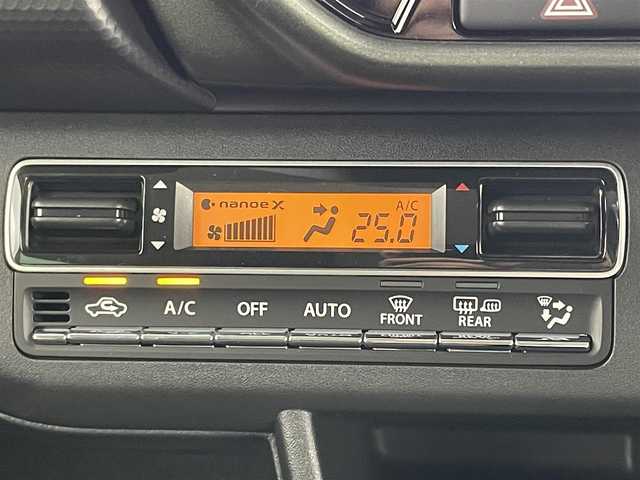 nanoe X
A/C
25.0
A/C
OFF
AUTO
FRONT
REAR